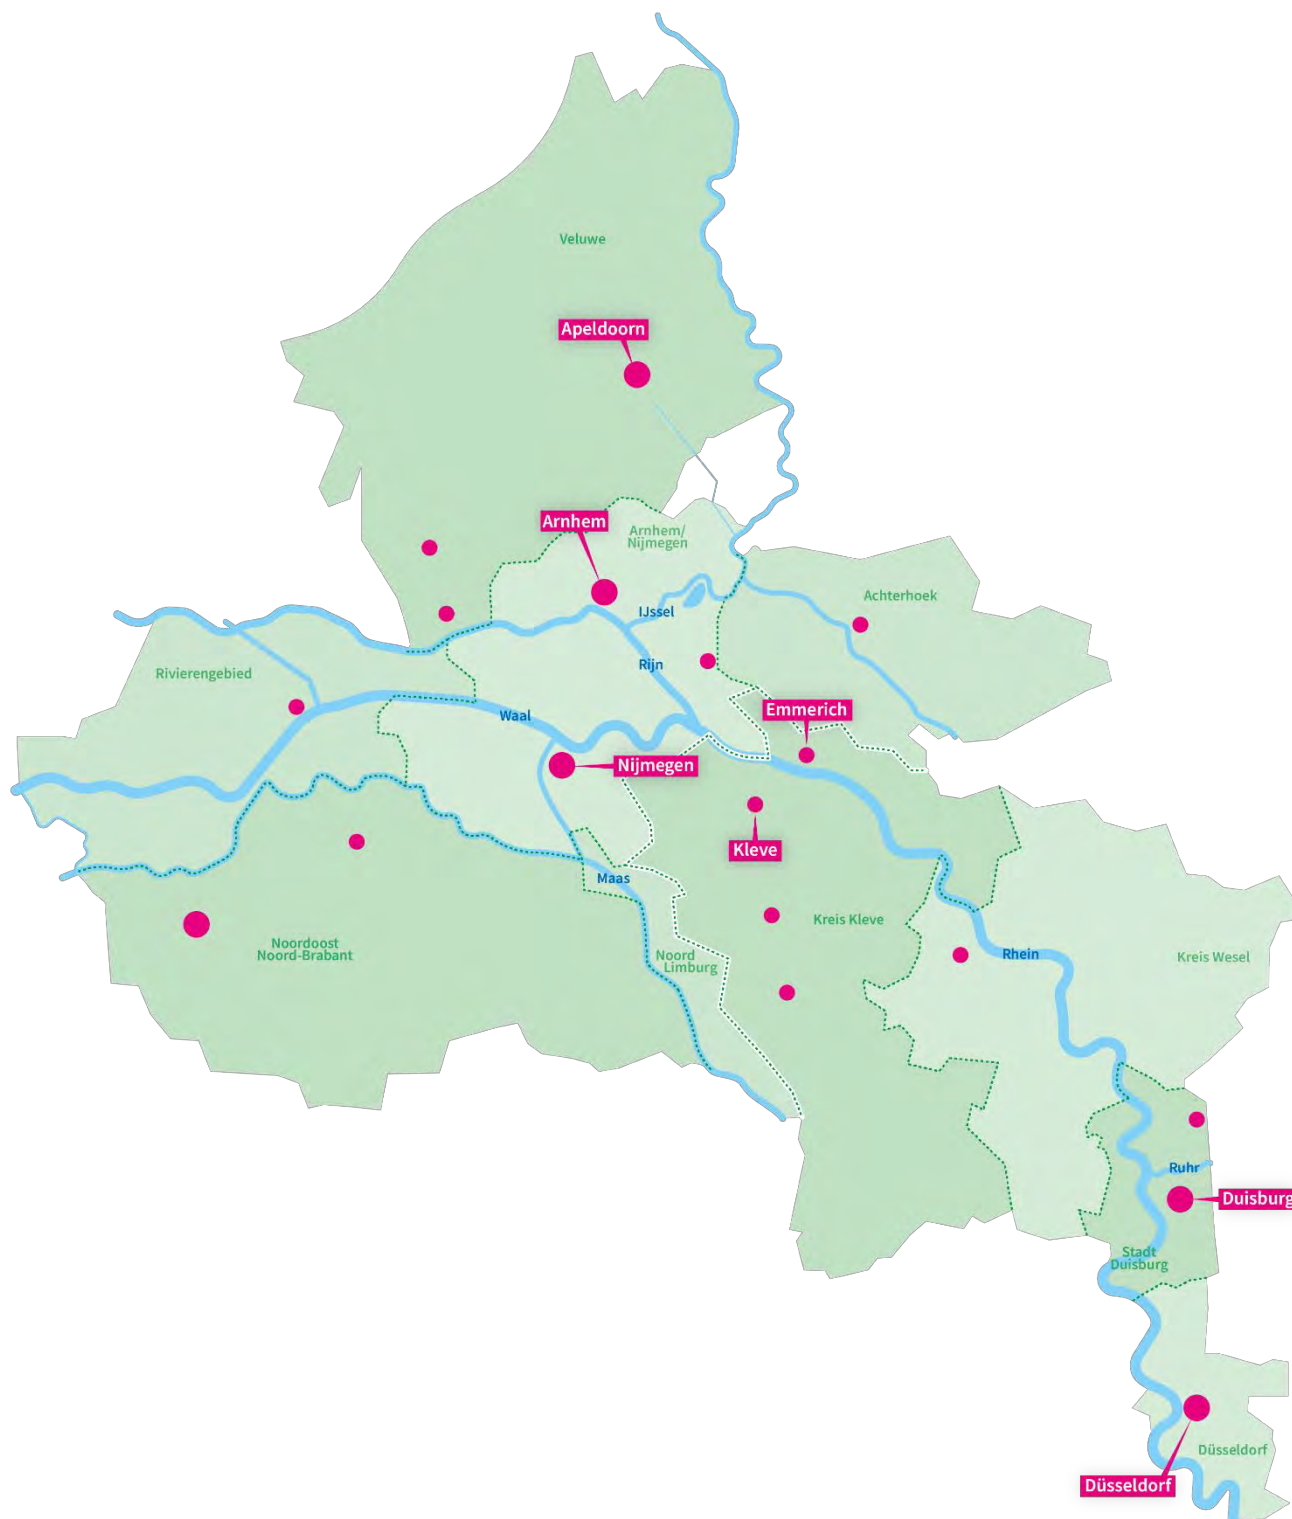 Veluwe
Apeldoorn
Arnhem
Arnhem/
Nijmegen
Achterhoek
IJssel
Rijn
Rivierengebied
Emmerich
Waal
Nijmegen
Kleve
Maas
Kreis Kleve
Noordoost
Noord-Brabant
Noord
Limburg
Rhein
Kreis Wesel
Ruhr
Duisburg
Stadt
Duisburg
Düsseldorf
Düsseldorf